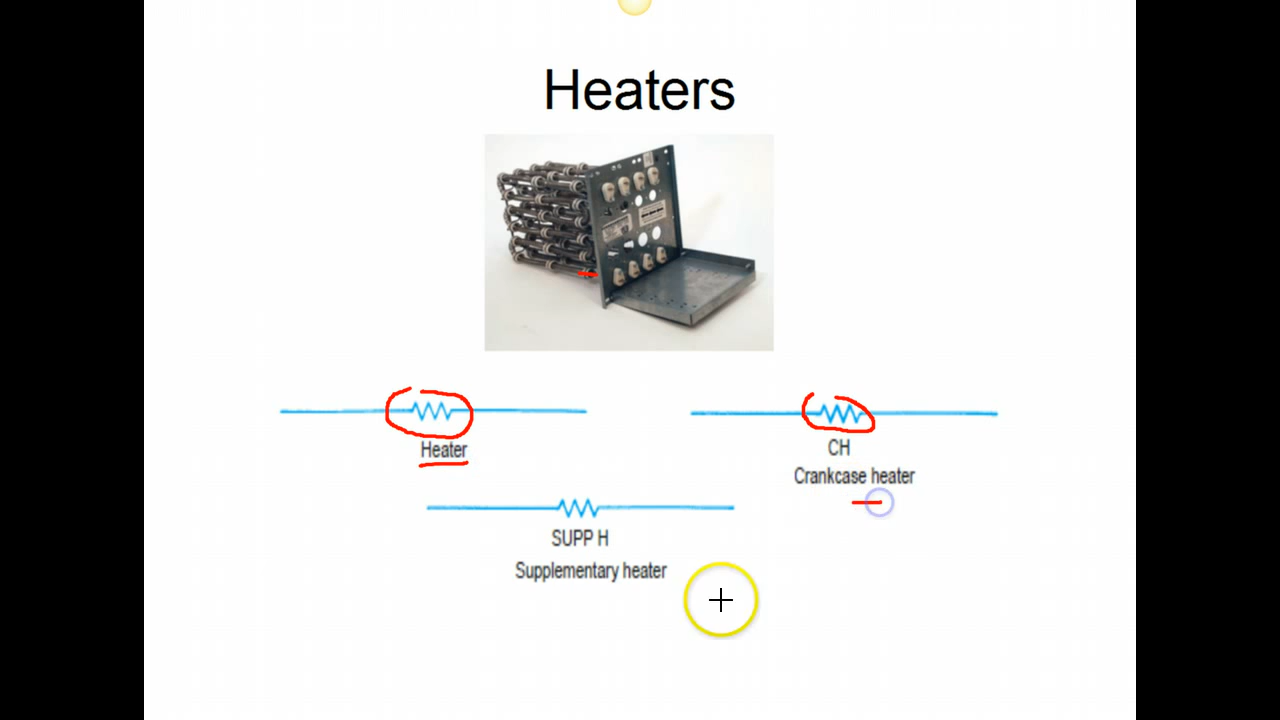 Heaters
Heater
CH
Crankcase heater
SUPP H
Supplementary heater